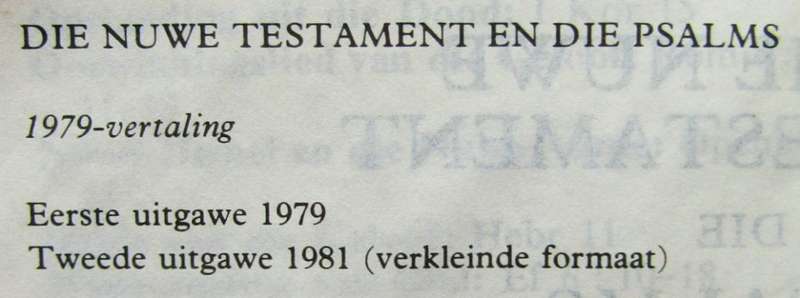 DIE NUWE TESTAMENT EN DIE PSALMS
1979-vertaling
Eerste uitgawe 1979
Tweede uitgawe 1981 (verkleinde formaat)